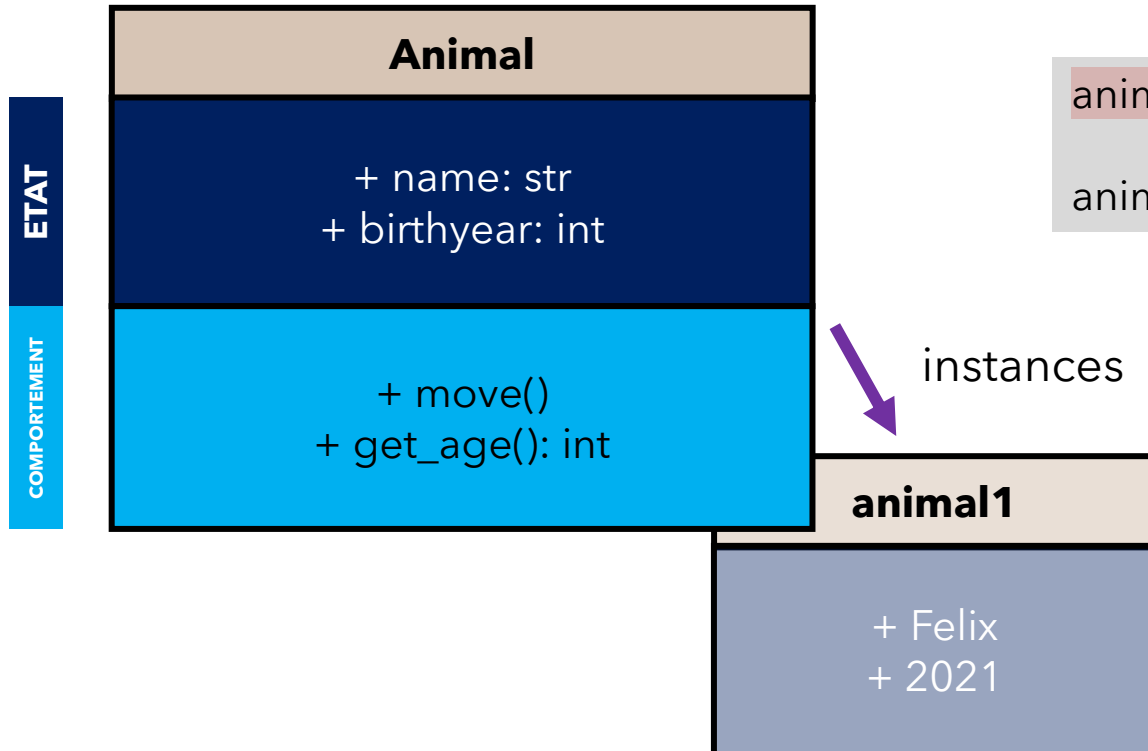 Animal
ETAT
+ name: str
+ birthyear: int
COMPORTEMENT
+ move()
+ get_age(): int
instances
animal1
+ Felix
+ 2021